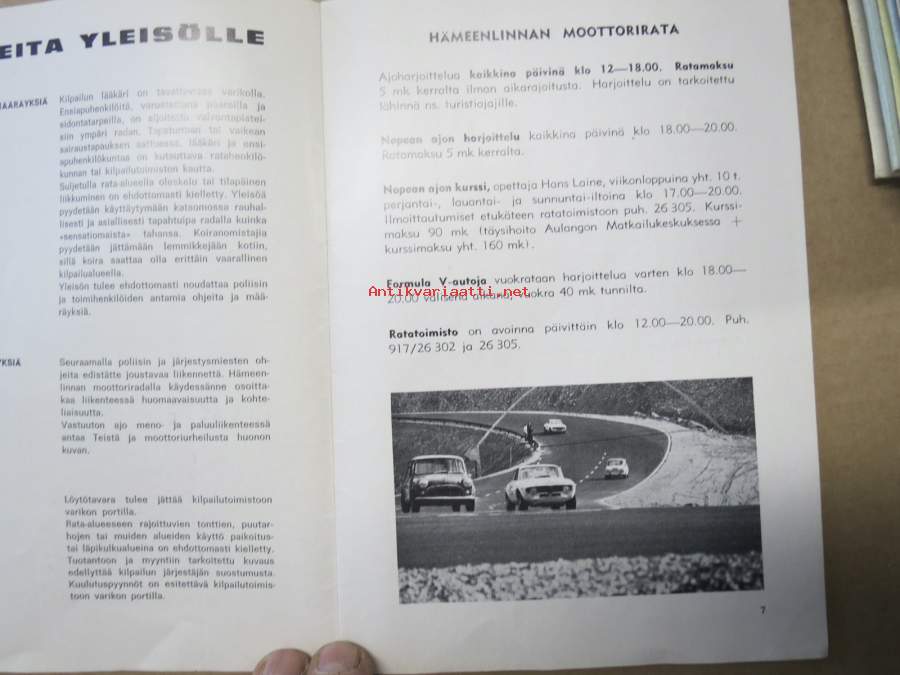 EITA YLEISÖLLE
ÄÄRÄYKSIÄ
Kilpailun lääkäri on tavattavissa varikolla.
Ensiapuhenkilöitä, varustettuna paareilla ja
sidontatarpeilla, on sijoitettu valvontapistei-
siin ympäri radan. Tapaturman tai vaikean
sairaustapauksen sattuessa, lääkäri ja ensi-
apuhenkilökuntaa on kutsuttava ratahenkilö-
kunnan tai kilpailutoimiston kautta.
Suljetulla rata-alueella oleskelu tai tilapäinen
liikkuminen on ehdottomasti kielletty. Yleisöä
pyydetään käyttäytymään katsomossa rauhal-
lisesti ja asiallisesti tapahtuipa radalla kuinka
»sensatiomaista» tahansa. Koiranomistajia
pyydetään jättämään lemmikkejään kotiin,
sillä koira saattaa olla erittäin vaarallinen
kilpailualueella.
Yleisön tulee ehdottomasti noudattaa poliisin
ja toimihenkilöiden antamia ohjeita ja mää-
räyksiä.
YKSIÄ
Seuraamalla poliisin ja järjestysmiesten oh-
jeita edistätte joustavaa liikennettä. Hämeen-
linnan moottoriradalla käydessänne osoitta-
kaa liikenteessä huomaavaisuutta ja kohte-
liaisuutta.
Vastuuton ajo meno- ja paluuliikenteessä
antaa Teistä ja moottoriurheilusta huonon
kuvan.
Löytötavara tulee jättää kilpailutoimistoon
varikon portilla.
Rata-alueeseen rajoittuvien tonttien, puutar-
hojen tai muiden alueiden käyttö paikoitus-
tai läpikulkualueina on ehdottomasti kielletty.
Tuotantoon ja myyntiin tarkoitettu kuvaus
edellyttää kilpailun järjestäjän suostumusta.
Kuulutuspyynnöt on esitettävä kilpailutoimis-
toon varikon portilla.
HÄMEENLINNAN MOOTTORIRATA
Ajoharjoittelua kaikkina päivinä klo 12—18.00. Ratamaksu
5 mk kerralta ilman aikarajoitusta. Harjoittelu on tarkoitettu
lähinnä ns. turistiajajille.
Nopean ajon harjoittelu kaikkina päivinä klo 18.00—20.00.
Ratamaksu 5 mk kerralta.
Nopean ajon kurssi, opettaja Hans Laine, viikonloppuina yht. 10 t.
perjantai-, lauantai- ja sunnuntai-iltoina klo 17.00—20.00.
Ilmoittautumiset etukäteen ratatoimistoon puh. 26 305. Kurssi-
maksu 90 mk (täysihoito Aulangon Matkailukeskuksessa +
kurssimaksu yht. 160 mk).
Formula V-autoja vuokrataan harjoittelua varten klo 18.00—
20.00 välisenä aikana, vuokra 40 mk tunnilta.
Antikvariaatti.net
Ratatoimisto on avoinna päivittäin klo 12.00—20.00. Puh.
917/26 302 ja 26 305.
7